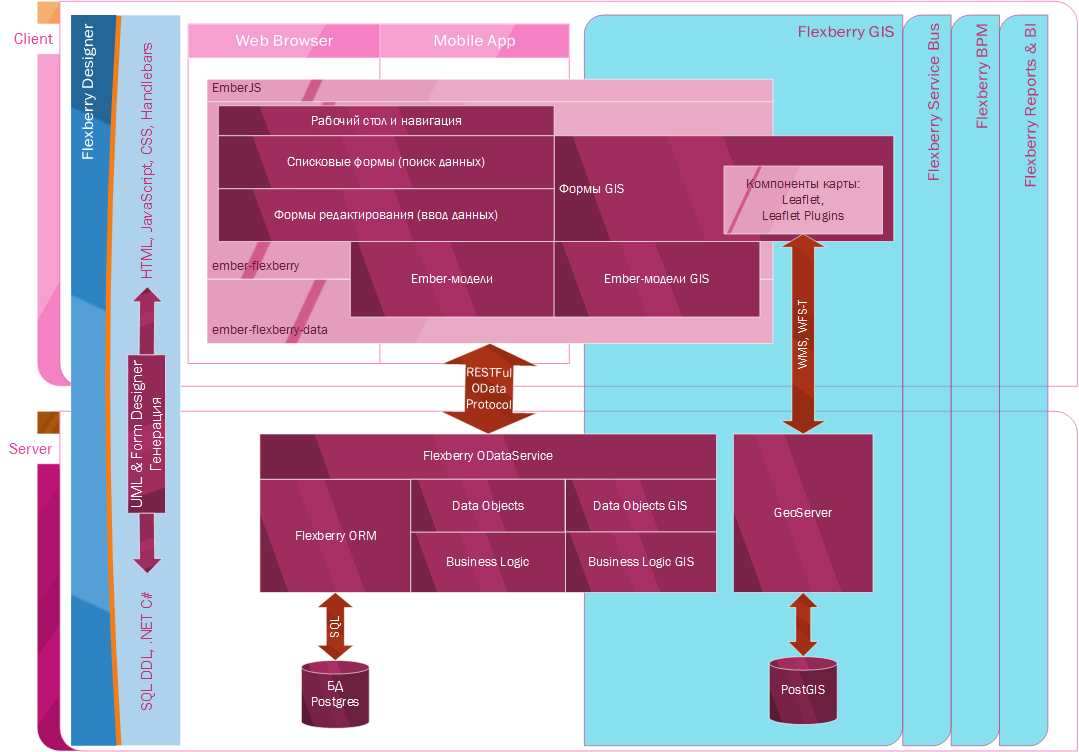 Client
Flexberry Designer
HTML, JavaScript, CSS, Handlebars
Web Browser
Mobile App
Flexberry GIS
Flexberry Service Bus
Flexberry BPM
Flexberry Reports & BI
EmberJS
Рабочий стол и навигация
Списковые формы (поиск данных)
Формы GIS
Компоненты карты:
Leaflet,
Leaflet Plugins
Формы редактирования (ввод данных)
ember-flexberry
Ember-модели
Ember-модели GIS
ember-flexberry-data
WMS, WFS-T
RESTFul
OData
Protocol
UML & Form Designer
Генерация
Server
Flexberry ODataService
Flexberry ORM
Data Objects
Data Objects GIS
Business Logic
Business Logic GIS
GeoServer
SQL DDL, .NET C#
SQL
БД
Postgres
PostGIS